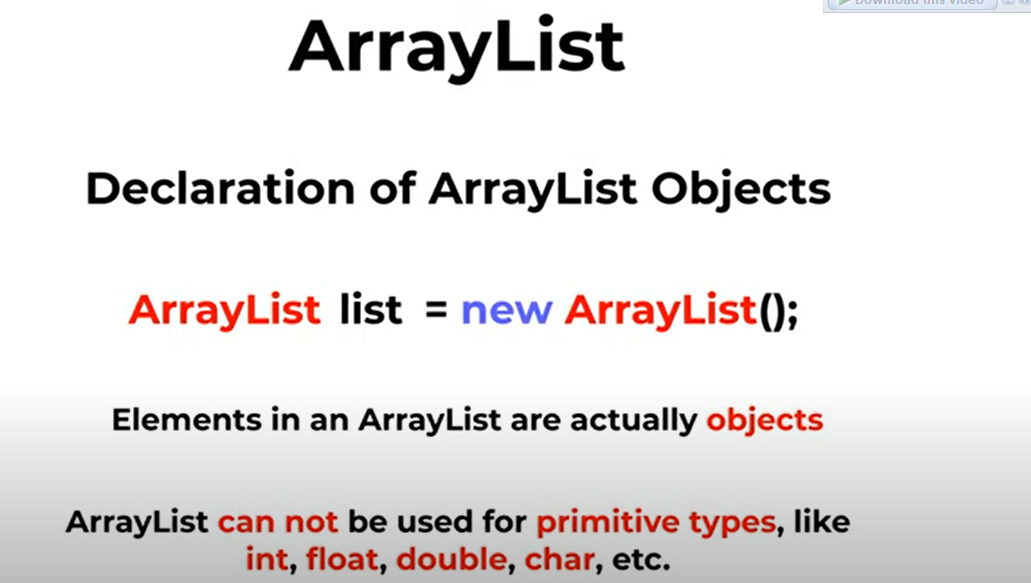 Download this video
ArrayList
Declaration of ArrayList Objects
ArrayList list = new ArrayList();
Elements in an ArrayList are actually objects
ArrayList can not be used for primitive types, like
int, float, double, char, etc.